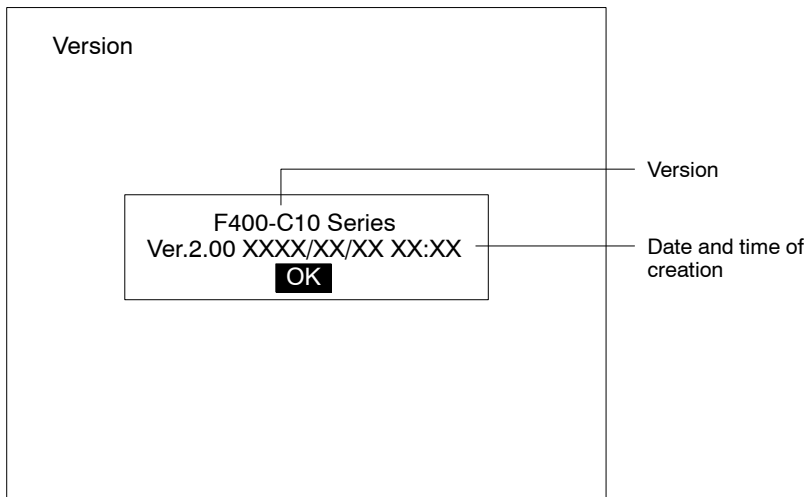 Version
Version
F400-C10 Series
Ver.2.00 XXXX/XX/XX XX:XX
OK
Date and time of
creation